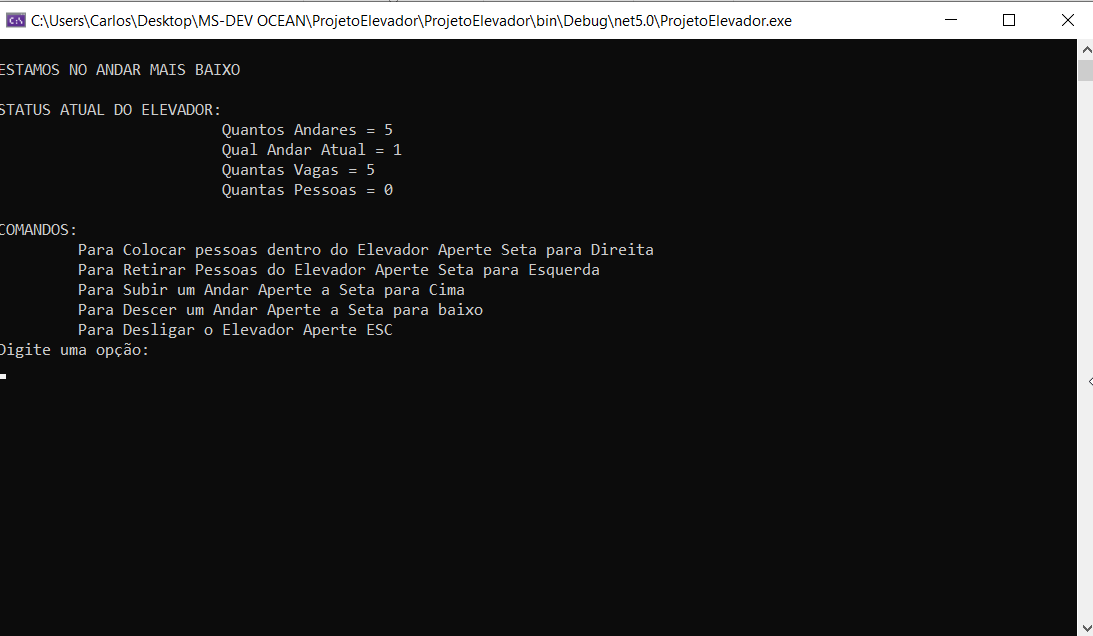 C:\Users\Carlos\Desktop\MS-DEV OCEAN\ProjetoElevador\ProjetoElevador\bin\Debug\net5.0\ProjetoElevador.exe
ESTAMOS NO ANDAR MAIS BAIXO
STATUS ATUAL DO ELEVADOR:
Quantos Andares = 5
Qual Andar Atual = 1
Quantas Vagas = 5
Quantas Pessoas = 0
COMANDOS:
Para Colocar pessoas dentro do Elevador Aperte Seta para Direita
Para Retirar Pessoas do Elevador Aperte Seta para Esquerda
Para Subir um Andar Aperte a Seta para Cima
Para Descer um Andar Aperte a Seta para baixo
Para Desligar o Elevador Aperte ESC
Digite uma opção: